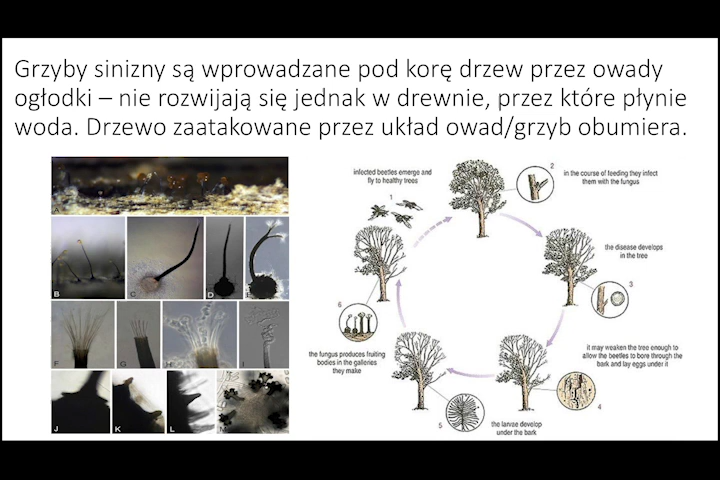 Grzyby sinizny są wprowadzane pod korę drzew przez owady
ogłodki – nie rozwijają się jednak w drewnie, przez które płynie
woda. Drzewo zaatakowane przez układ owad/grzyb obumiera.
A
B
C
D
E
F
G
H
I
J
K
L
M
infected beetles emerge and
fly to healthy trees
1
2
in the course of feeding they infect
them with the fungus
the disease develops
in the tree
3
it may weaken the tree enough to
allow the beetles to bore through the
bark and lay eggs under it
4
5
the larvae develop
under the bark
6
the fungus produces fruiting
bodies in the galleries
they make